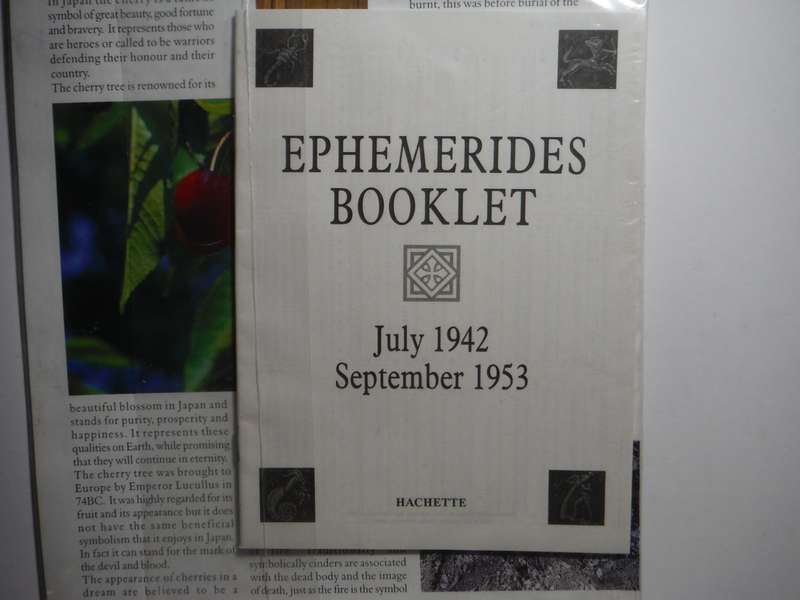 In Japan the cherry is a
symbol of great beauty, good fortune
and bravery. It represents those who
are heroes or called to be warriors
defending their honour and their
country.
The cherry tree is renowned for its
beautiful blossom in Japan and
stands for purity, prosperity and
happiness. It represents these
qualities on Earth, while promising
that they will continue in eternity.
The cherry tree was brought to
Europe by Emperor Lucullus in
74BC. It was highly regarded for its
fruit and its appearance but it does
not have the same beneficial
symbolism that it enjoys in Japan.
In fact it can stand for the mark of
the devil and blood.
The appearance of cherries in a
dream are believed to be a
burnt, this was before burial of the
EPHEMERIDES
BOOKLET
July 1942
September 1953
HACHETTE
symbolically cinders are associated
with the dead body and the image
of death, just as the fire is the symbol